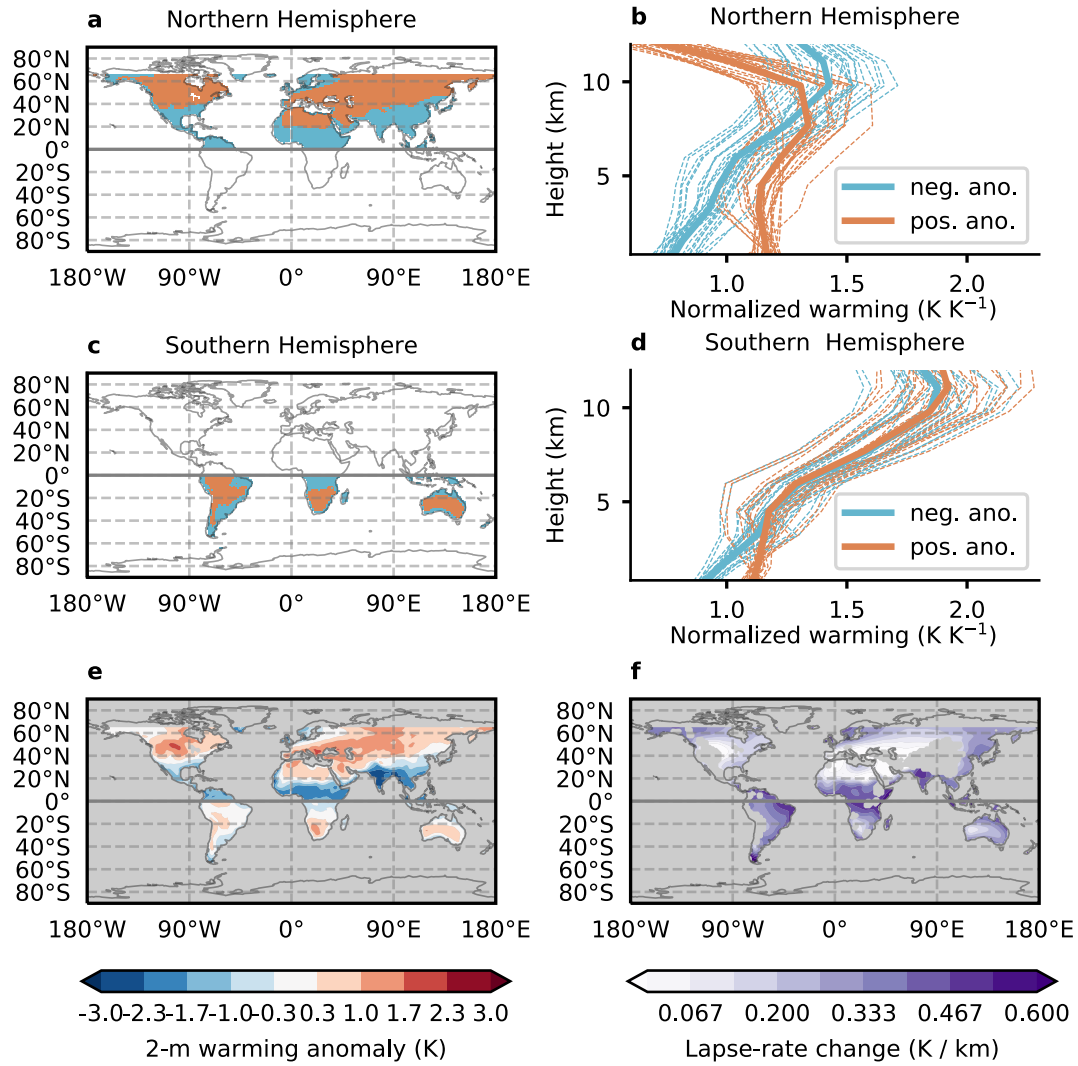 a Northern Hemisphere
80°N
60°N
40°N
20°N
0°
20°S
40°S
60°S
80°S
180°W 90°W 0° 90°E 180°E
b Northern Hemisphere
Height (km)
10
5
neg. ano.
pos. ano.
1.0 1.5 2.0
Normalized warming (K K⁻¹)
c Southern Hemisphere
80°N
60°N
40°N
20°N
0°
20°S
40°S
60°S
80°S
180°W 90°W 0° 90°E 180°E
d Southern Hemisphere
Height (km)
10
5
neg. ano.
pos. ano.
1.0 1.5 2.0
Normalized warming (K K⁻¹)
e
80°N
60°N
40°N
20°N
0°
20°S
40°S
60°S
80°S
180°W 90°W 0° 90°E 180°E
-3.0 -2.3 -1.7 -1.0 -0.3 0.3 1.0 1.7 2.3 3.0
2-m warming anomaly (K)
f
80°N
60°N
40°N
20°N
0°
20°S
40°S
60°S
80°S
180°W 90°W 0° 90°E 180°E
0.067 0.200 0.333 0.467 0.600
Lapse-rate change (K / km)